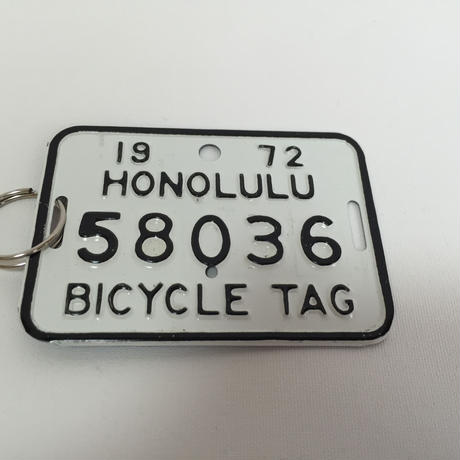 19 72
HONOLULU
58036
BICYCLE TAG